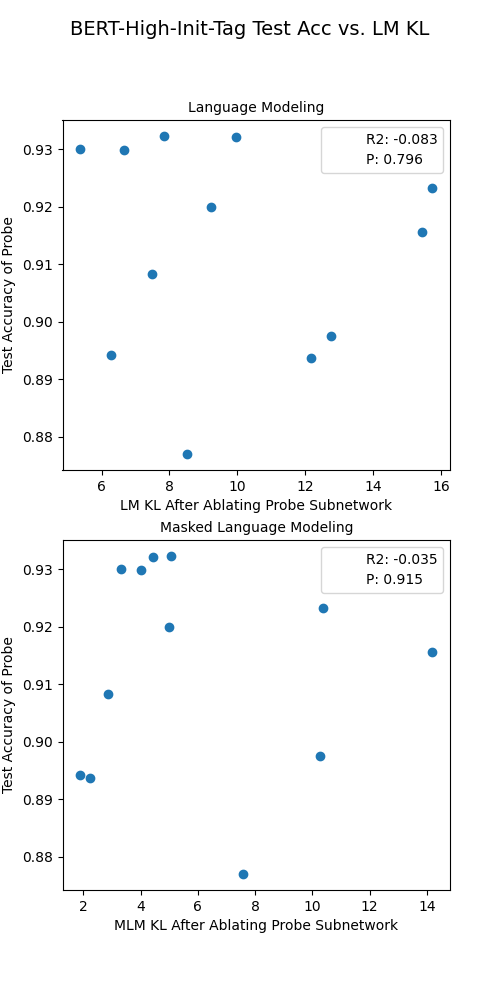 BERT-High-Init-Tag Test Acc vs. LM KL
Language Modeling
R2: -0.083
P: 0.796
0.93
0.92
0.91
0.90
0.89
0.88
Test Accuracy of Probe
6 8 10 12 14 16
LM KL After Ablating Probe Subnetwork
Masked Language Modeling
R2: -0.035
P: 0.915
0.93
0.92
0.91
0.90
0.89
0.88
Test Accuracy of Probe
2 4 6 8 10 12 14
MLM KL After Ablating Probe Subnetwork